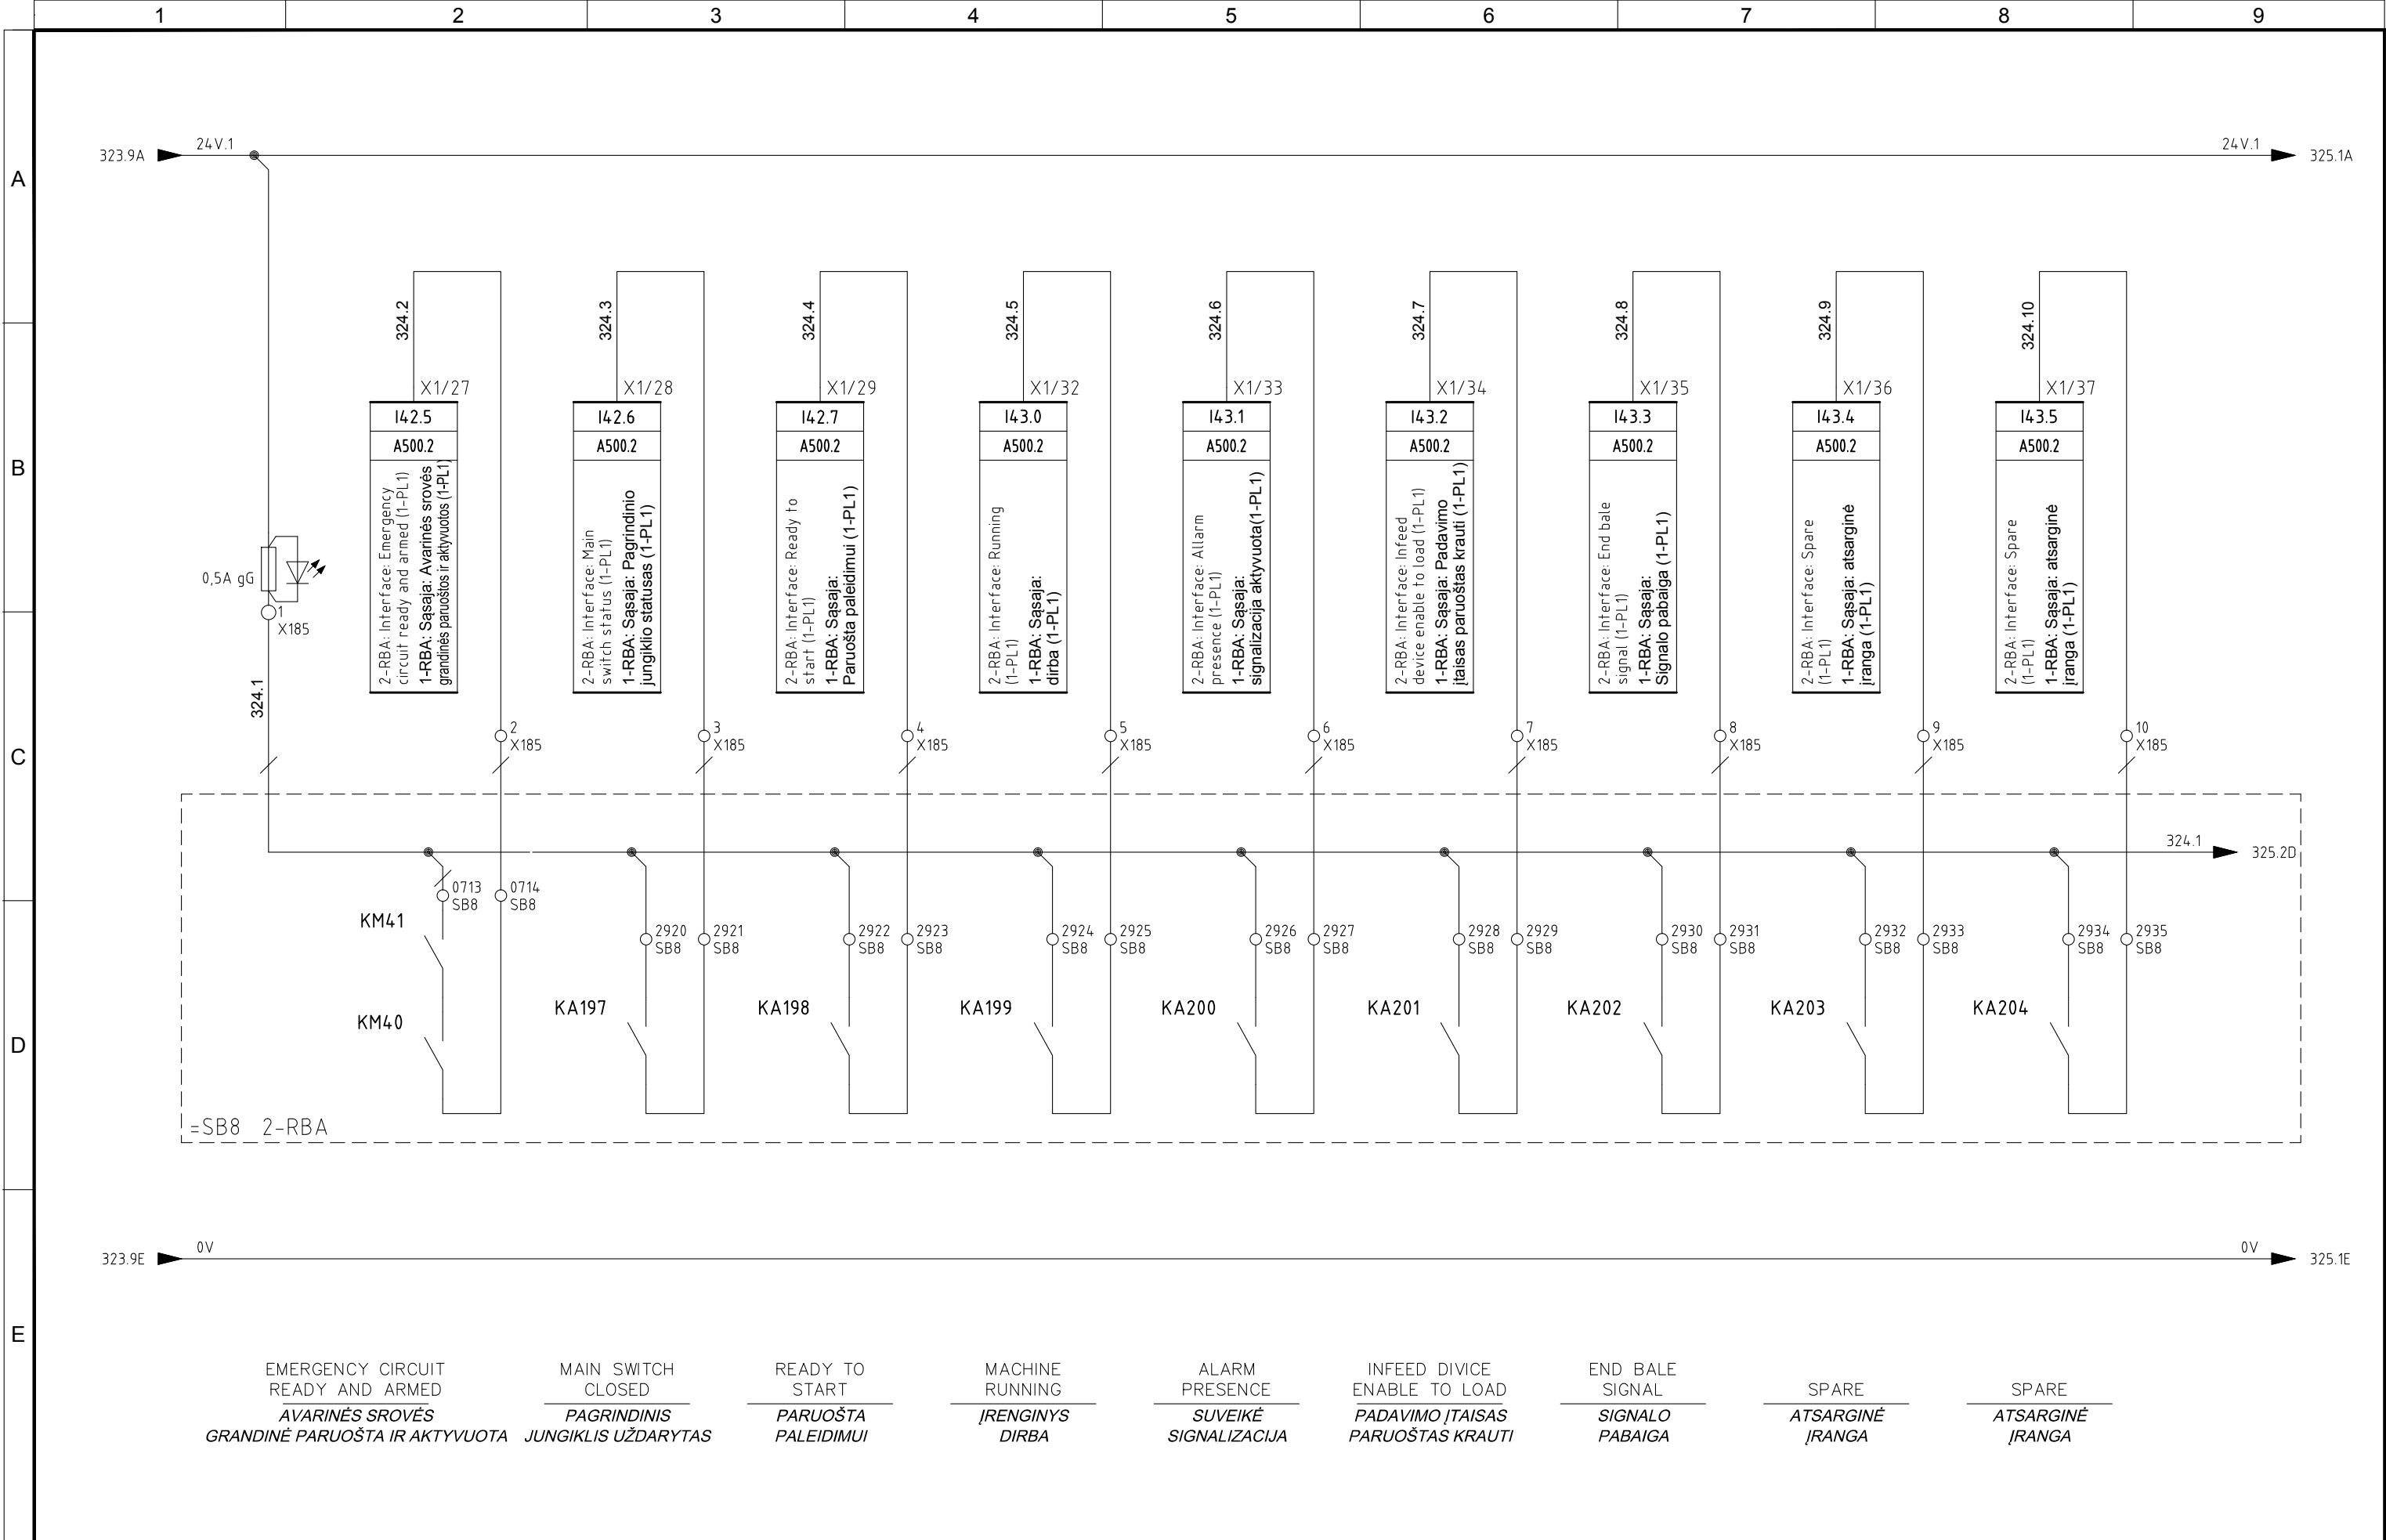 1 2 3 4 5 6 7 8 9
A
B
C
D
E
323.9A
24V.1
24V.1
325.1A
324.2
324.3
324.4
324.5
324.6
324.7
324.8
324.9
324.10
X1/27
X1/28
X1/29
X1/32
X1/33
X1/34
X1/35
X1/36
X1/37
I42.5
I42.6
I42.7
I43.0
I43.1
I43.2
I43.3
I43.4
I43.5
A500.2
A500.2
A500.2
A500.2
A500.2
A500.2
A500.2
A500.2
A500.2
2-RBA: Interface: Emergency
circuit ready and armed (1-PL1)
1-RBA: Sąsaja: Avarinės srovės
grandinės paruoštos ir aktyvuotos (1-PL1)
2-RBA: Interface: Main
switch status (1-PL1)
1-RBA: Sąsaja: Pagrindinio
jungiklio statusas (1-PL1)
2-RBA: Interface: Ready to
start (1-PL1)
1-RBA: Sąsaja:
Paruošta paleidimui (1-PL1)
2-RBA: Interface: Running
(1-PL1)
1-RBA: Sąsaja:
dirba (1-PL1)
2-RBA: Interface: Allarm
presence (1-PL1)
1-RBA: Sąsaja:
signalizacija aktyvuota(1-PL1)
2-RBA: Interface: Infeed
device enable to load (1-PL1)
1-RBA: Sąsaja: Padavimo
įtaisas paruoštas krauti (1-PL1)
2-RBA: Interface: End bale
signal (1-PL1)
1-RBA: Sąsaja:
Signalo pabaiga (1-PL1)
2-RBA: Interface: Spare
(1-PL1)
1-RBA: Sąsaja: atsarginė
įranga (1-PL1)
2-RBA: Interface: Spare
(1-PL1)
1-RBA: Sąsaja: atsarginė
įranga (1-PL1)
0,5A gG
1
X185
324.1
2
X185
3
X185
4
X185
5
X185
6
X185
7
X185
8
X185
9
X185
10
X185
324.1
325.2D
0713
SB8
0714
SB8
KM41
KM40
2920
SB8
2921
SB8
KA197
2922
SB8
2923
SB8
KA198
2924
SB8
2925
SB8
KA199
2926
SB8
2927
SB8
KA200
2928
SB8
2929
SB8
KA201
2930
SB8
2931
SB8
KA202
2932
SB8
2933
SB8
KA203
2934
SB8
2935
SB8
KA204
=SB8 2-RBA
323.9E
0V
0V
325.1E
EMERGENCY CIRCUIT
READY AND ARMED
AVARINĖS SROVĖS
GRANDINĖ PARUOŠTA IR AKTYVUOTA
MAIN SWITCH
CLOSED
PAGRINDINIS
JUNGIKLIS UŽDARYTAS
READY TO
START
PARUOŠTA
PALEIDIMUI
MACHINE
RUNNING
ĮRENGINYS
DIRBA
ALARM
PRESENCE
SUVEIKĖ
SIGNALIZACIJA
INFEED DIVICE
ENABLE TO LOAD
PADAVIMO ĮTAISAS
PARUOŠTAS KRAUTI
END BALE
SIGNAL
SIGNALO
PABAIGA
SPARE
ATSARGINĖ
ĮRANGA
SPARE
ATSARGINĖ
ĮRANGA